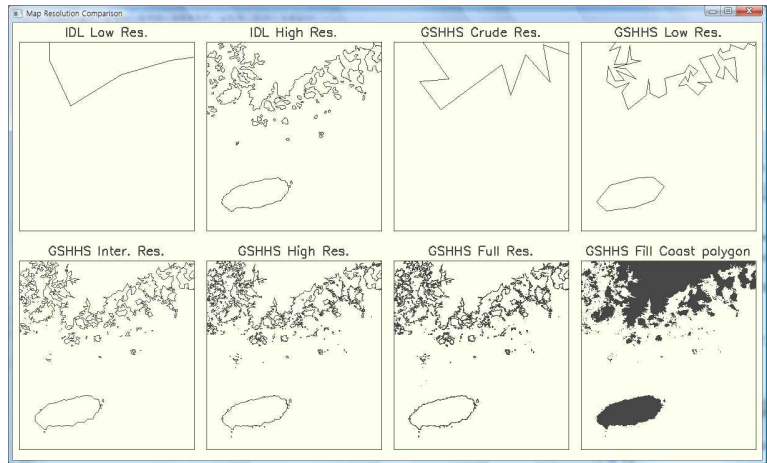 Map Resolution Comparison
IDL Low Res.
IDL High Res.
GSHHS Crude Res.
GSHHS Low Res.
GSHHS Inter. Res.
GSHHS High Res.
GSHHS Full Res.
GSHHS Fill Coast polygon